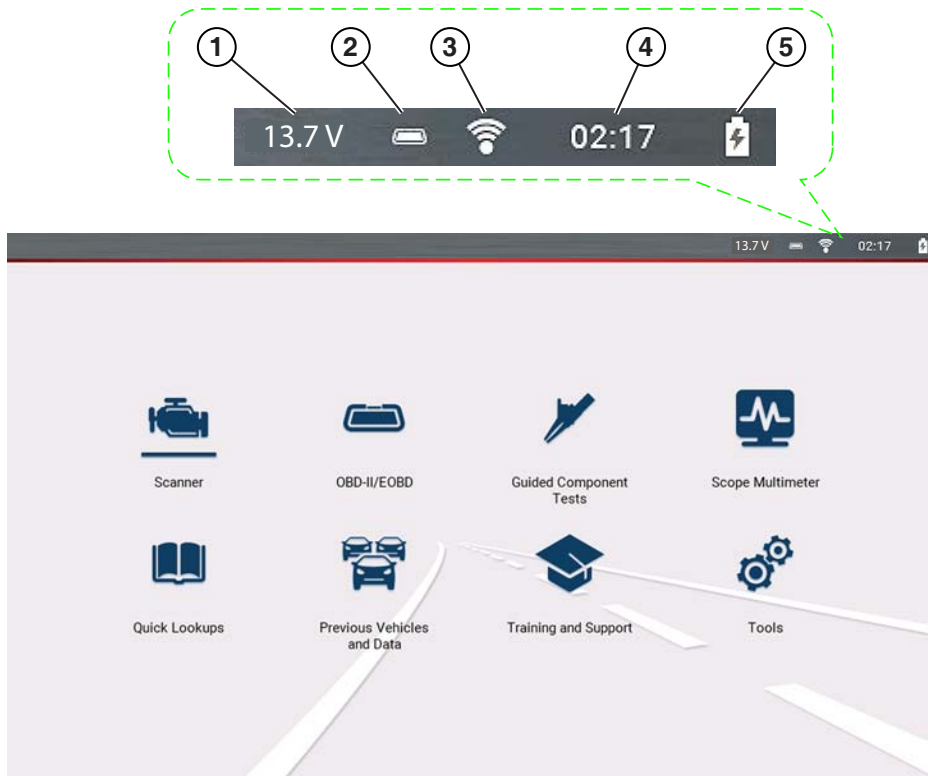 1 2 3 4 5
13.7 V 02:17
13.7 V 02:17
Scanner OBD-II/EOBD Guided Component Scope Multimeter
Tests
Quick Lookups Previous Vehicles Training and Support Tools
and Data